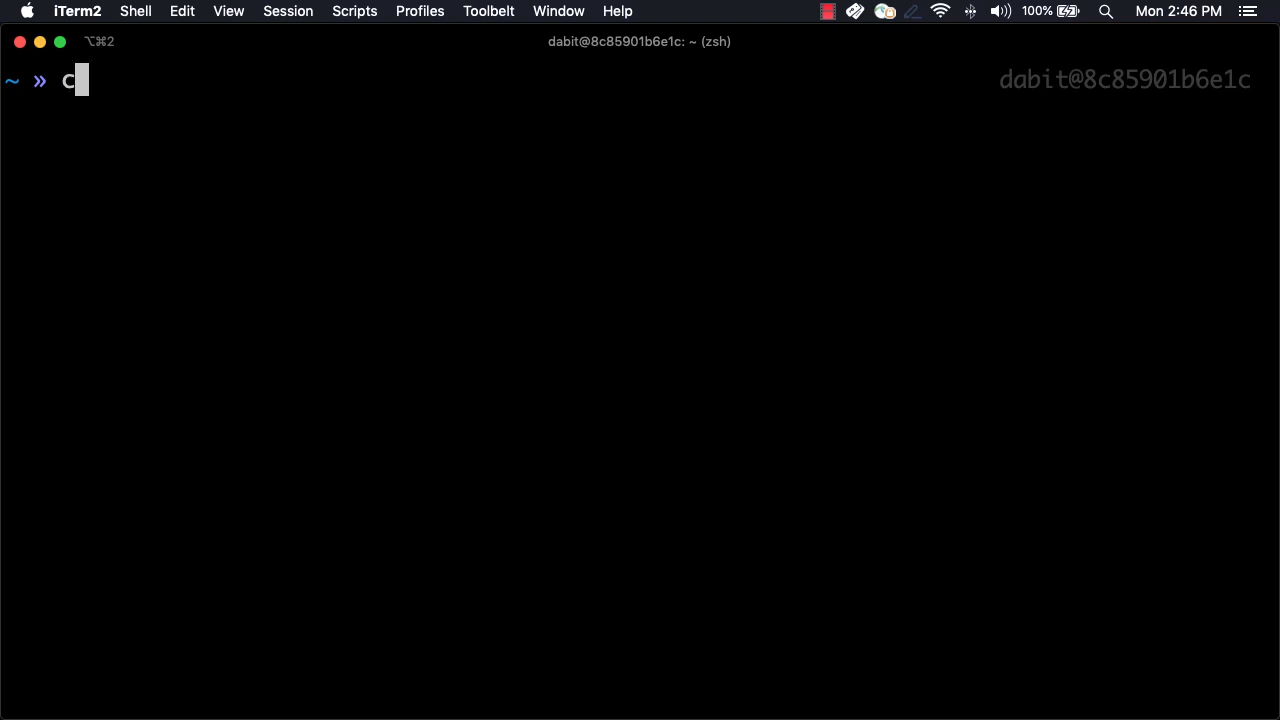 iTerm2 Shell Edit View Session Scripts Profiles Toolbelt Window Help 100% Mon 2:46 PM
⌥⌘2 dabit@8c85901b6e1c: ~ (zsh)
~ » c dabit@8c85901b6e1c